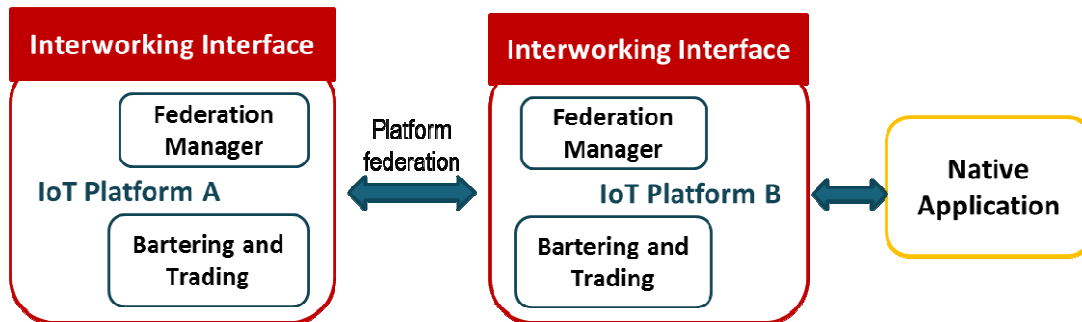 Interworking Interface
Federation
Manager
IoT Platform A
Bartering and
Trading
Platform
federation
Interworking Interface
Federation
Manager
IoT Platform B
Bartering and
Trading
Native
Application